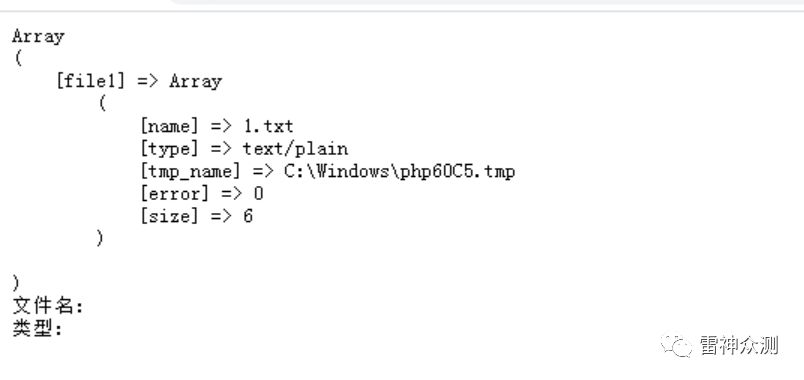 Array
(
    [file1] => Array
        (
            [name] => 1.txt
            [type] => text/plain
            [tmp_name] => C:\Windows\php60C5.tmp
            [error] => 0
            [size] => 6
        )

)
文件名:
类型:
雷神众测